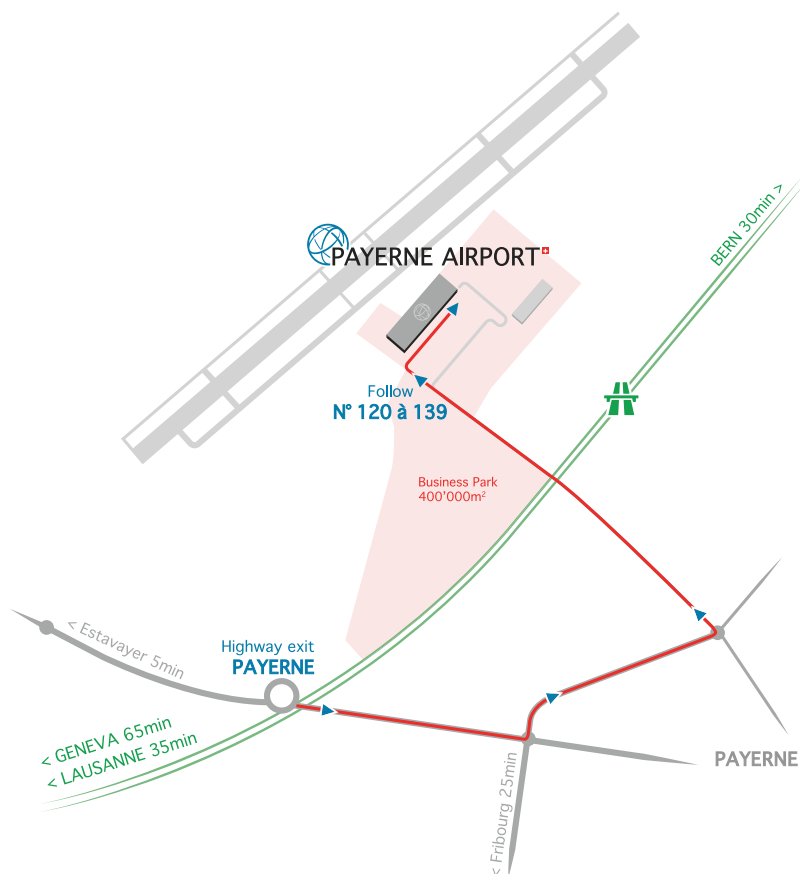 BERN 30min >
PAYERNE AIRPORT
Follow
N° 120 à 139
Business Park
400'000m²
< Estavayer 5min
Highway exit
PAYERNE
< GENEVA 65min
< LAUSANNE 35min
PAYERNE
< Fribourg 25min